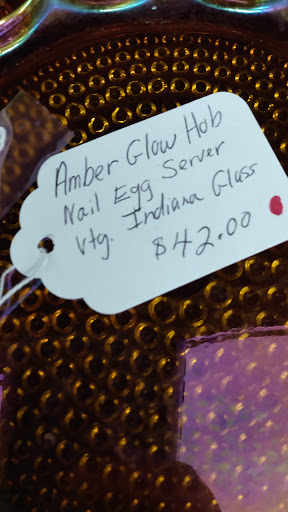 Amber Glow Hob
Nail Egg Server
Vtg. Indiana Glass
$42.00